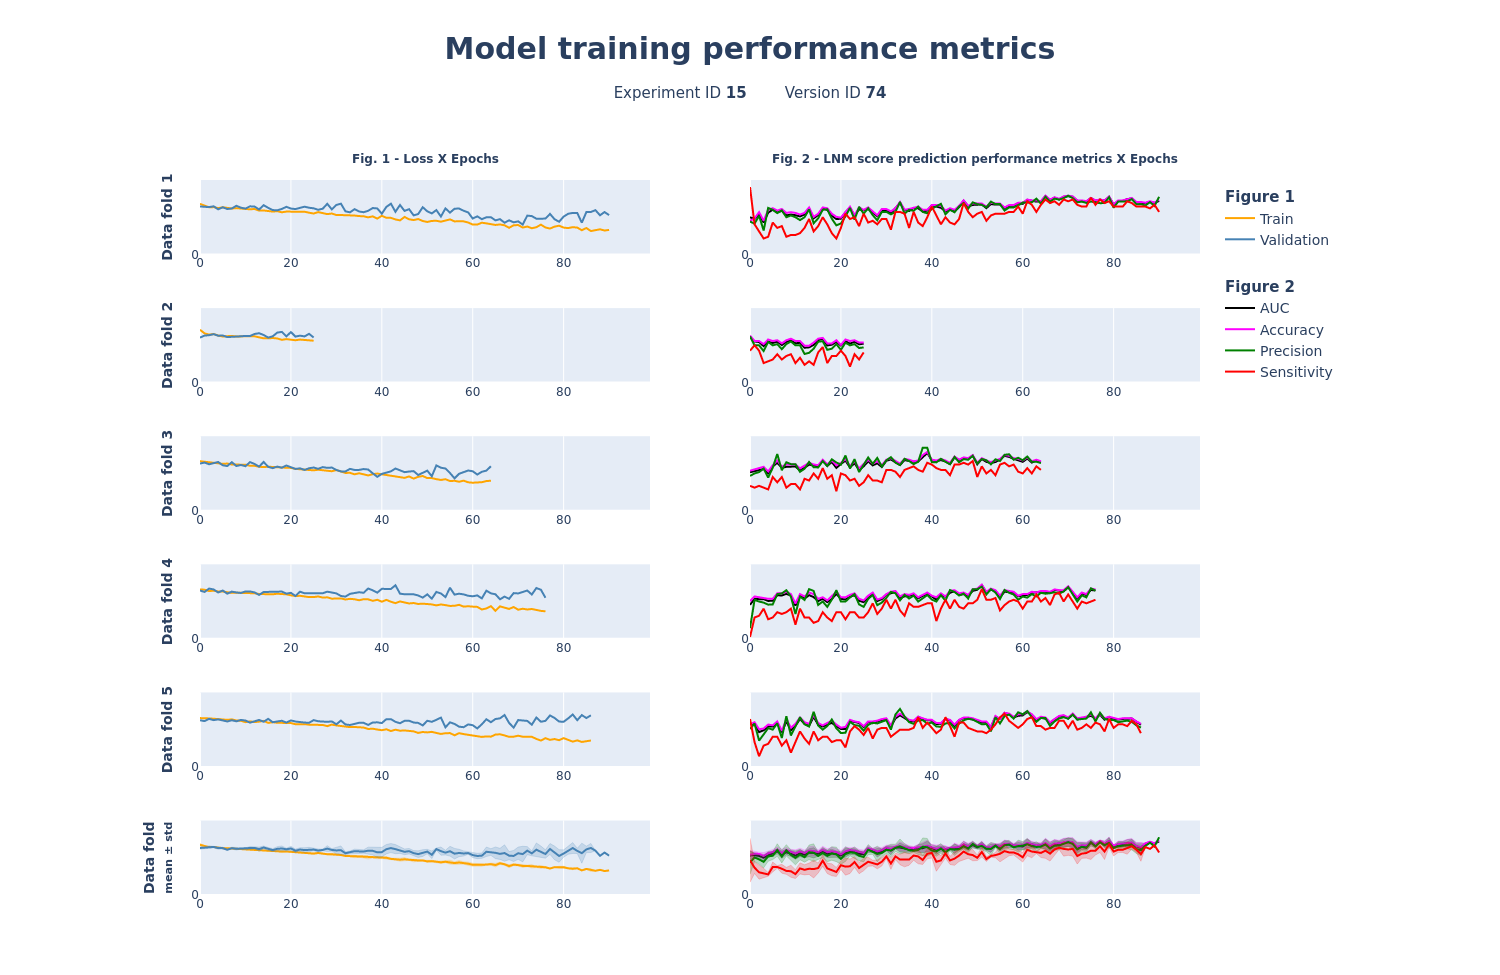 Model training performance metrics
Experiment ID 15 Version ID 74
Fig. 1 - Loss X Epochs
Fig. 2 - LNM score prediction performance metrics X Epochs
Data fold 1
0
0 20 40 60 80
0
0 20 40 60 80
Figure 1
Train
Validation
Figure 2
AUC
Accuracy
Precision
Sensitivity
Data fold 2
0
0 20 40 60 80
0
0 20 40 60 80
Data fold 3
0
0 20 40 60 80
0
0 20 40 60 80
Data fold 4
0
0 20 40 60 80
0
0 20 40 60 80
Data fold 5
0
0 20 40 60 80
0
0 20 40 60 80
Data fold
mean ± std
0
0 20 40 60 80
0
0 20 40 60 80